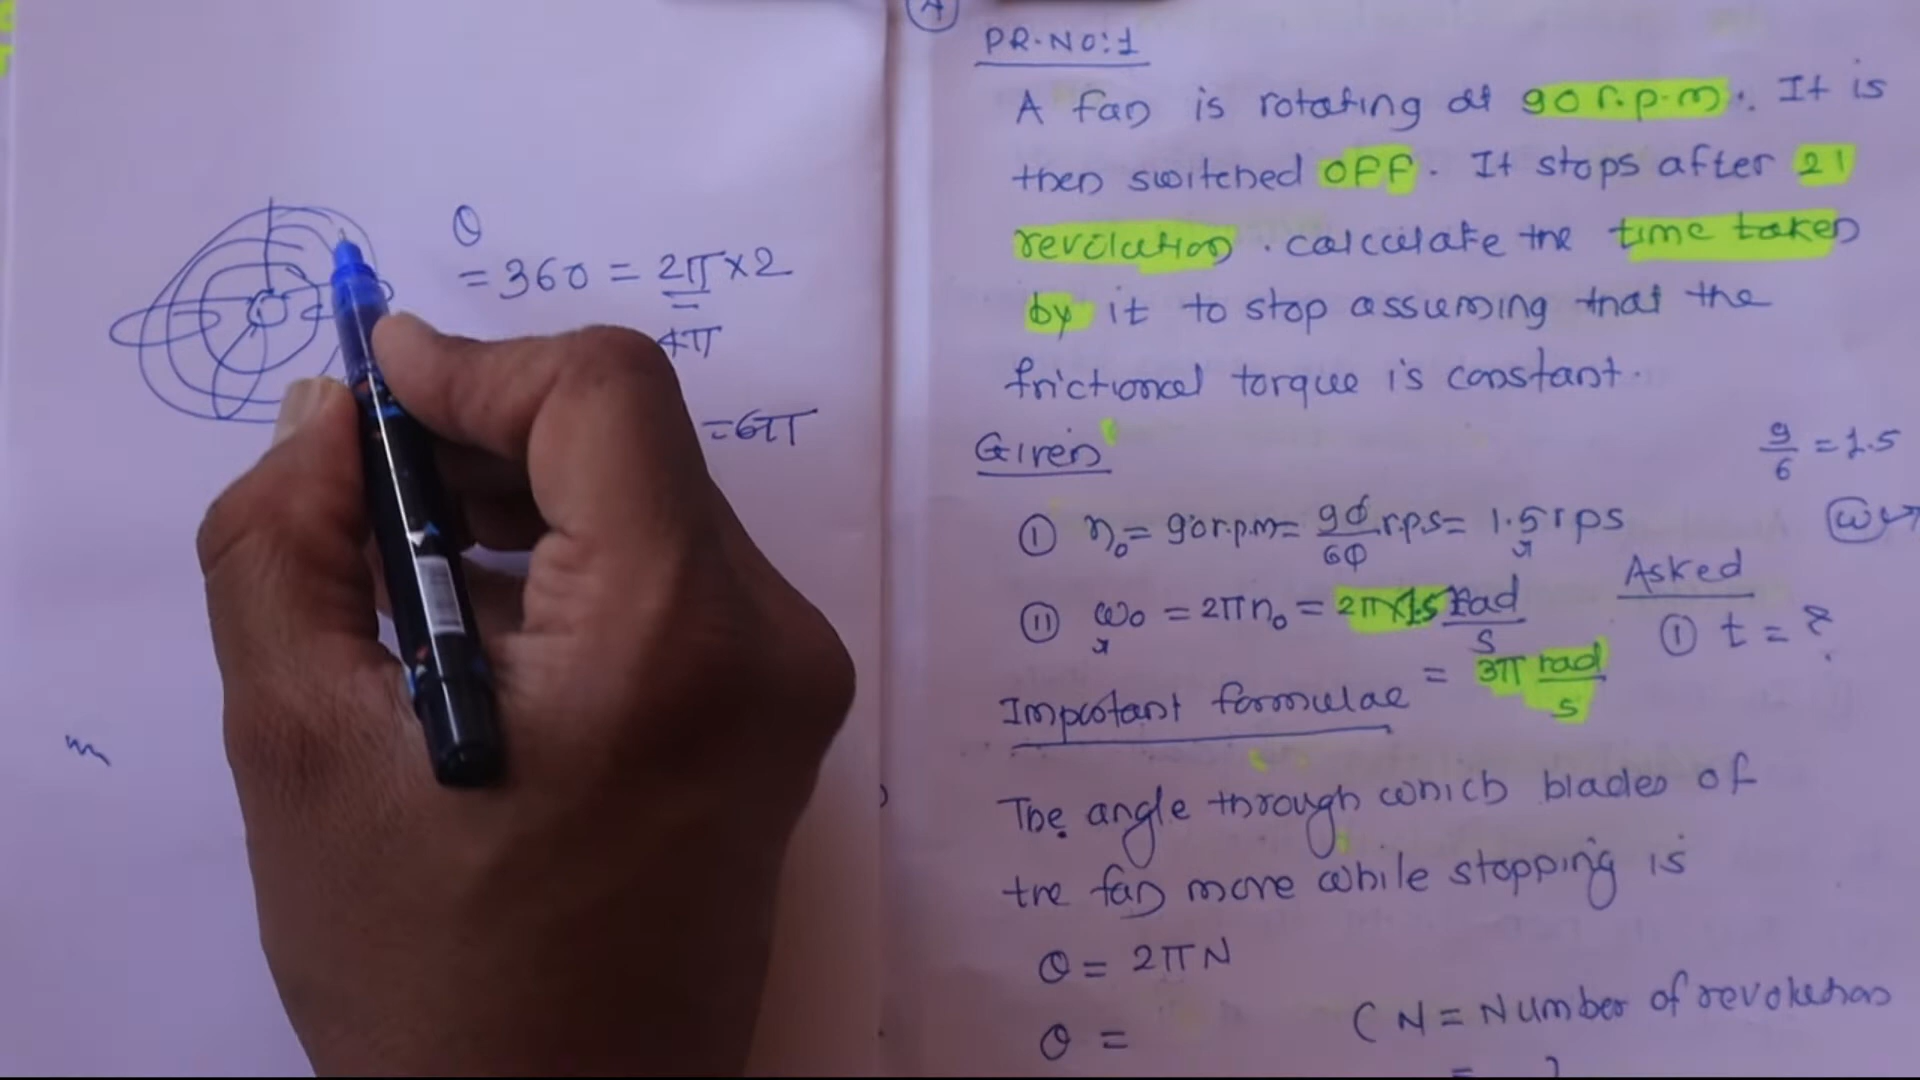 θ
= 360 = 2π×2
4π
= 6π
A
PR.NO:1
A fan is rotating at 90 r.p.m. It is
then switched OFF. It stops after 21
revolution. calculate the time taken
by it to stop assuming that the
frictional torque is constant.
Given
9/6 = 1.5
① n₀ = 90 r.p.m = 90/60 r.p.s = 1.5 rps
ω
② ω₀ = 2πn₀ = 2π×1.5 rad/s
= 3π rad/s
Asked
① t = ?
Important formulae
The angle through which blades of
the fan move while stopping is
θ = 2πN
θ =
( N = Number of revolutions